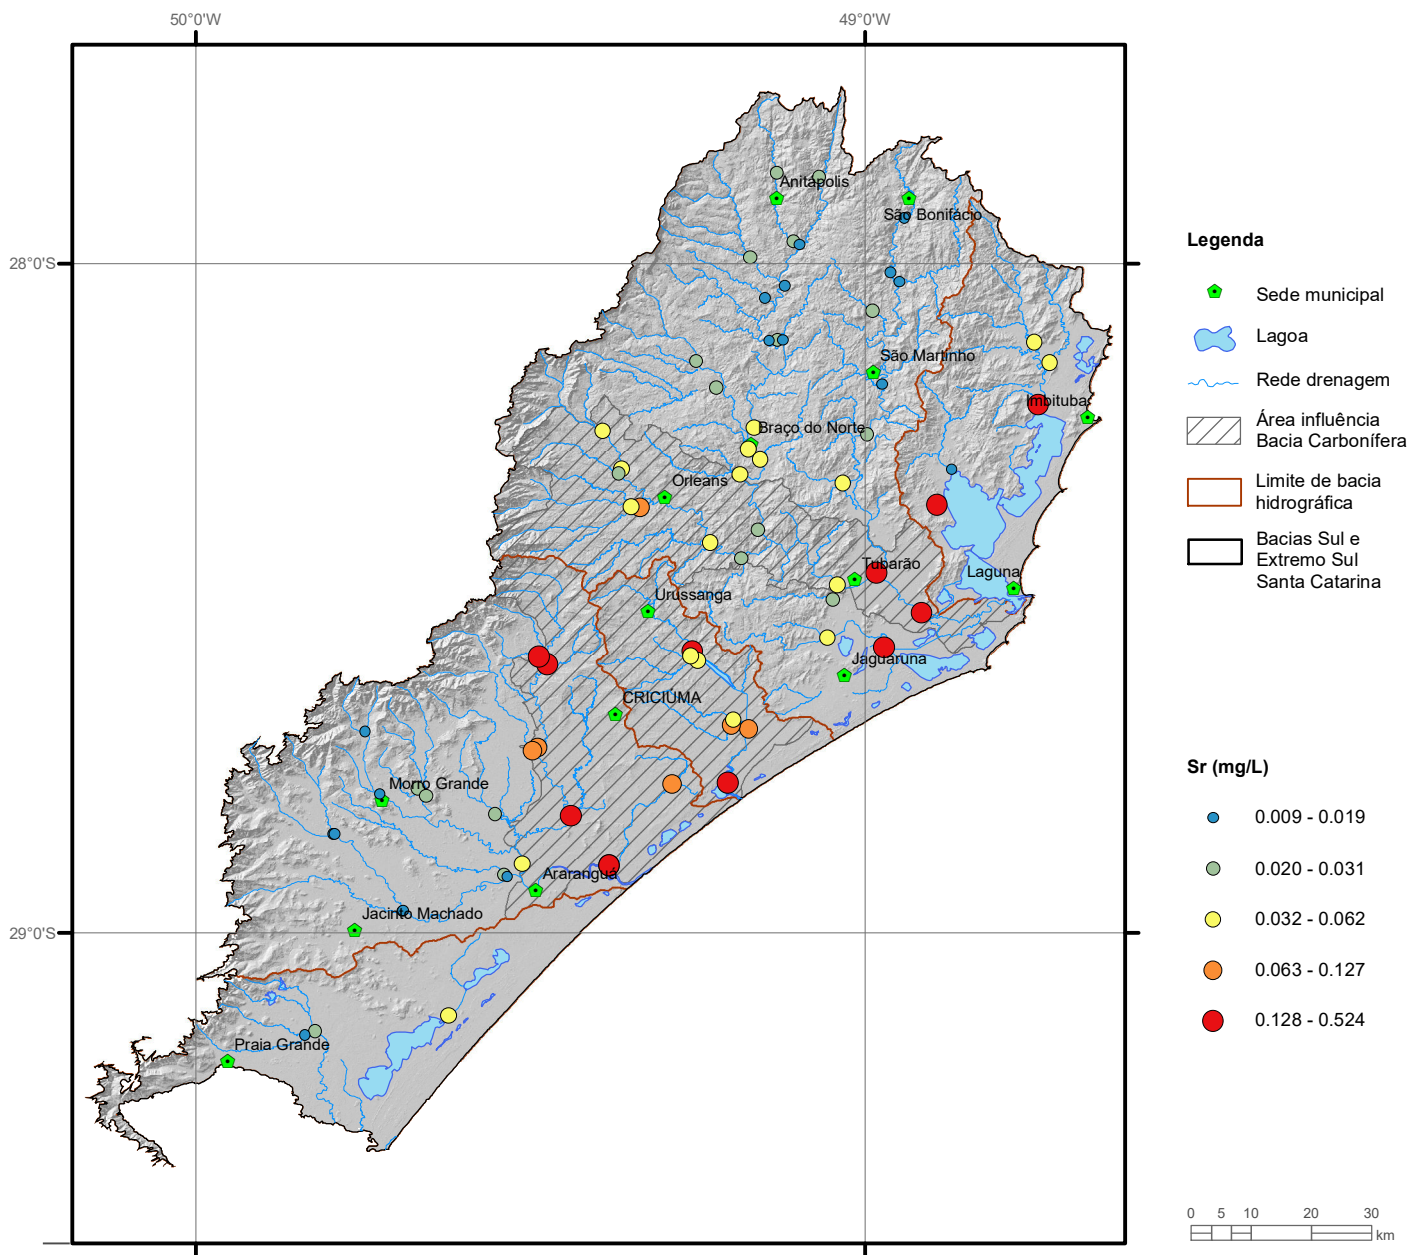 50°0'W
49°0'W
28°0'S
29°0'S
Anitápolis
São Bonifácio
São Martinho
Imbituba
Braço do Norte
Orleans
Tubarão
Laguna
Urussanga
Jaguaruna
CRICIÚMA
Morro Grande
Araranguá
Jacinto Machado
Praia Grande
Legenda
Sede municipal
Lagoa
Rede drenagem
Área influência
Bacia Carbonífera
Limite de bacia
hidrográfica
Bacias Sul e
Extremo Sul
Santa Catarina
Sr (mg/L)
0.009 - 0.019
0.020 - 0.031
0.032 - 0.062
0.063 - 0.127
0.128 - 0.524
0 5 10 20 30
km